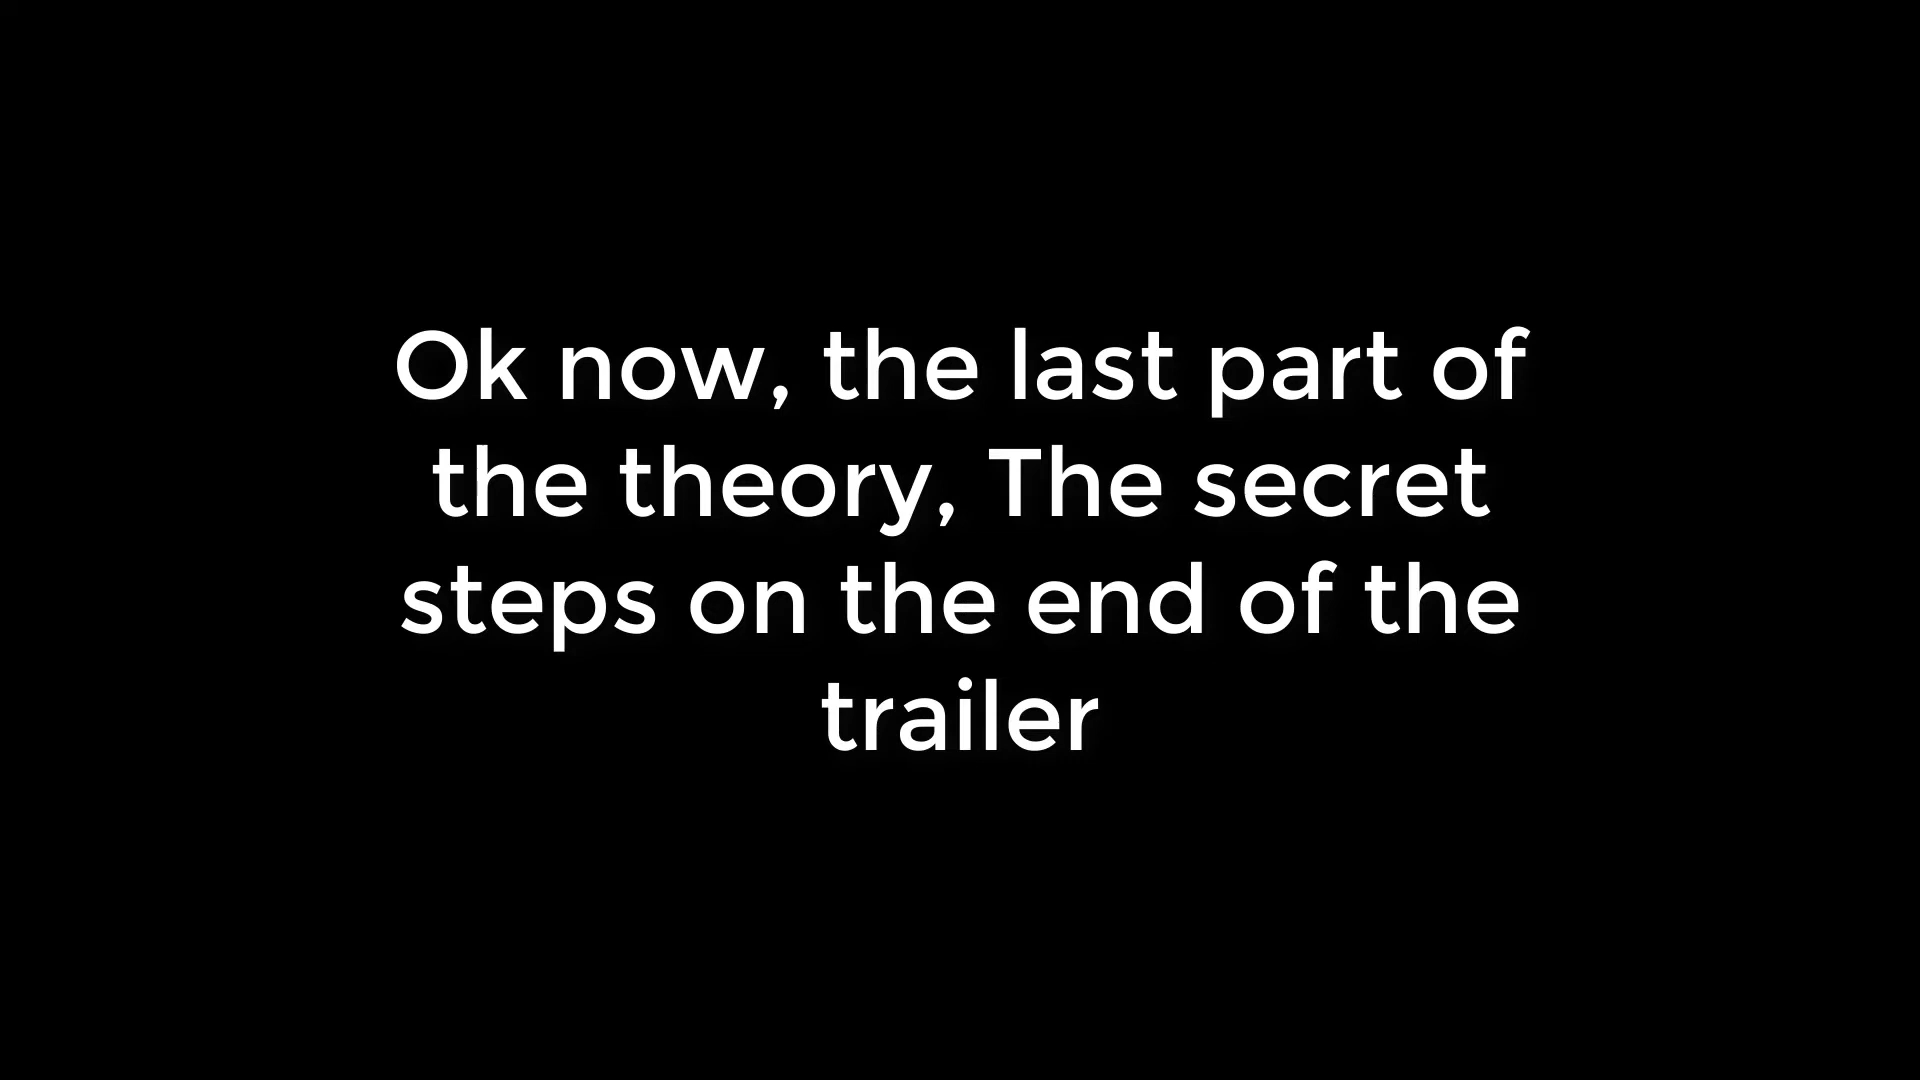 Ok now, the last part of
the theory, The secret
steps on the end of the
trailer